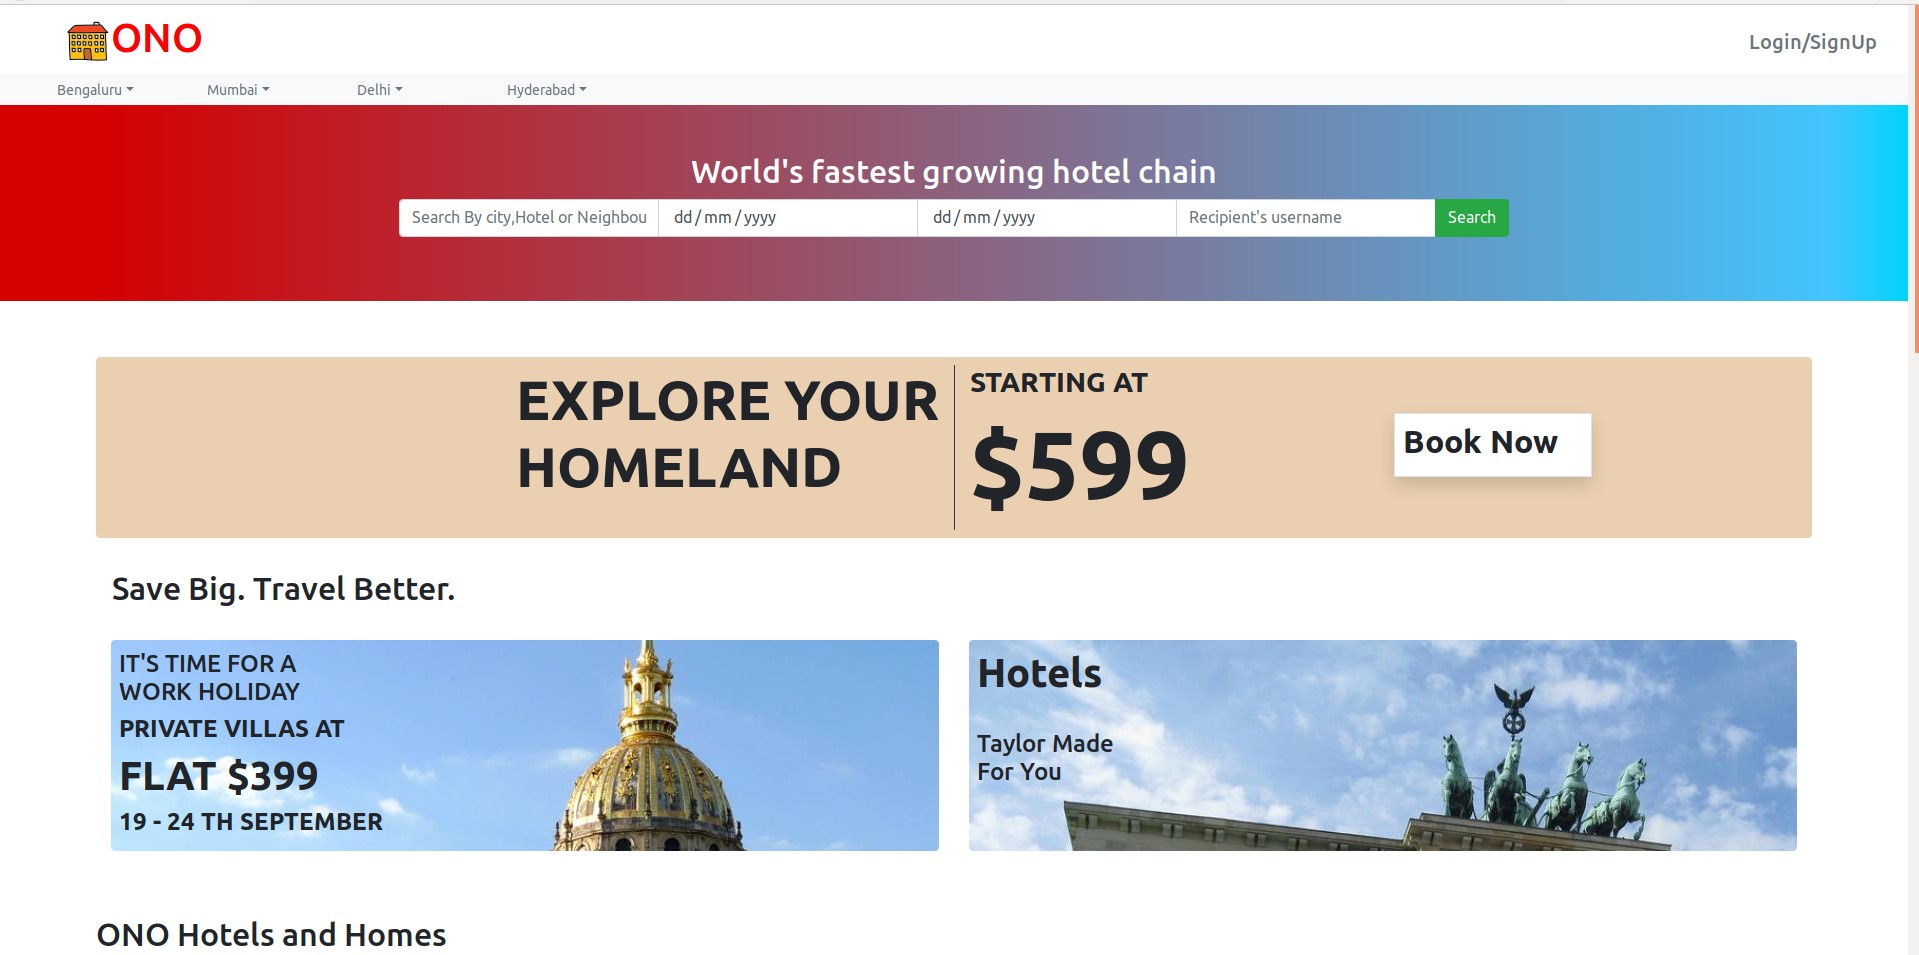 ONO
Login/SignUp
Bengaluru
Mumbai
Delhi
Hyderabad
World's fastest growing hotel chain
Search By city,Hotel or Neighbou
dd/mm/yyyy
dd/mm/yyyy
Recipient's username
Search
EXPLORE YOUR
HOMELAND
STARTING AT
$599
Book Now
Save Big. Travel Better.
IT'S TIME FOR A
WORK HOLIDAY
PRIVATE VILLAS AT
FLAT $399
19 - 24 TH SEPTEMBER
Hotels
Taylor Made
For You
ONO Hotels and Homes